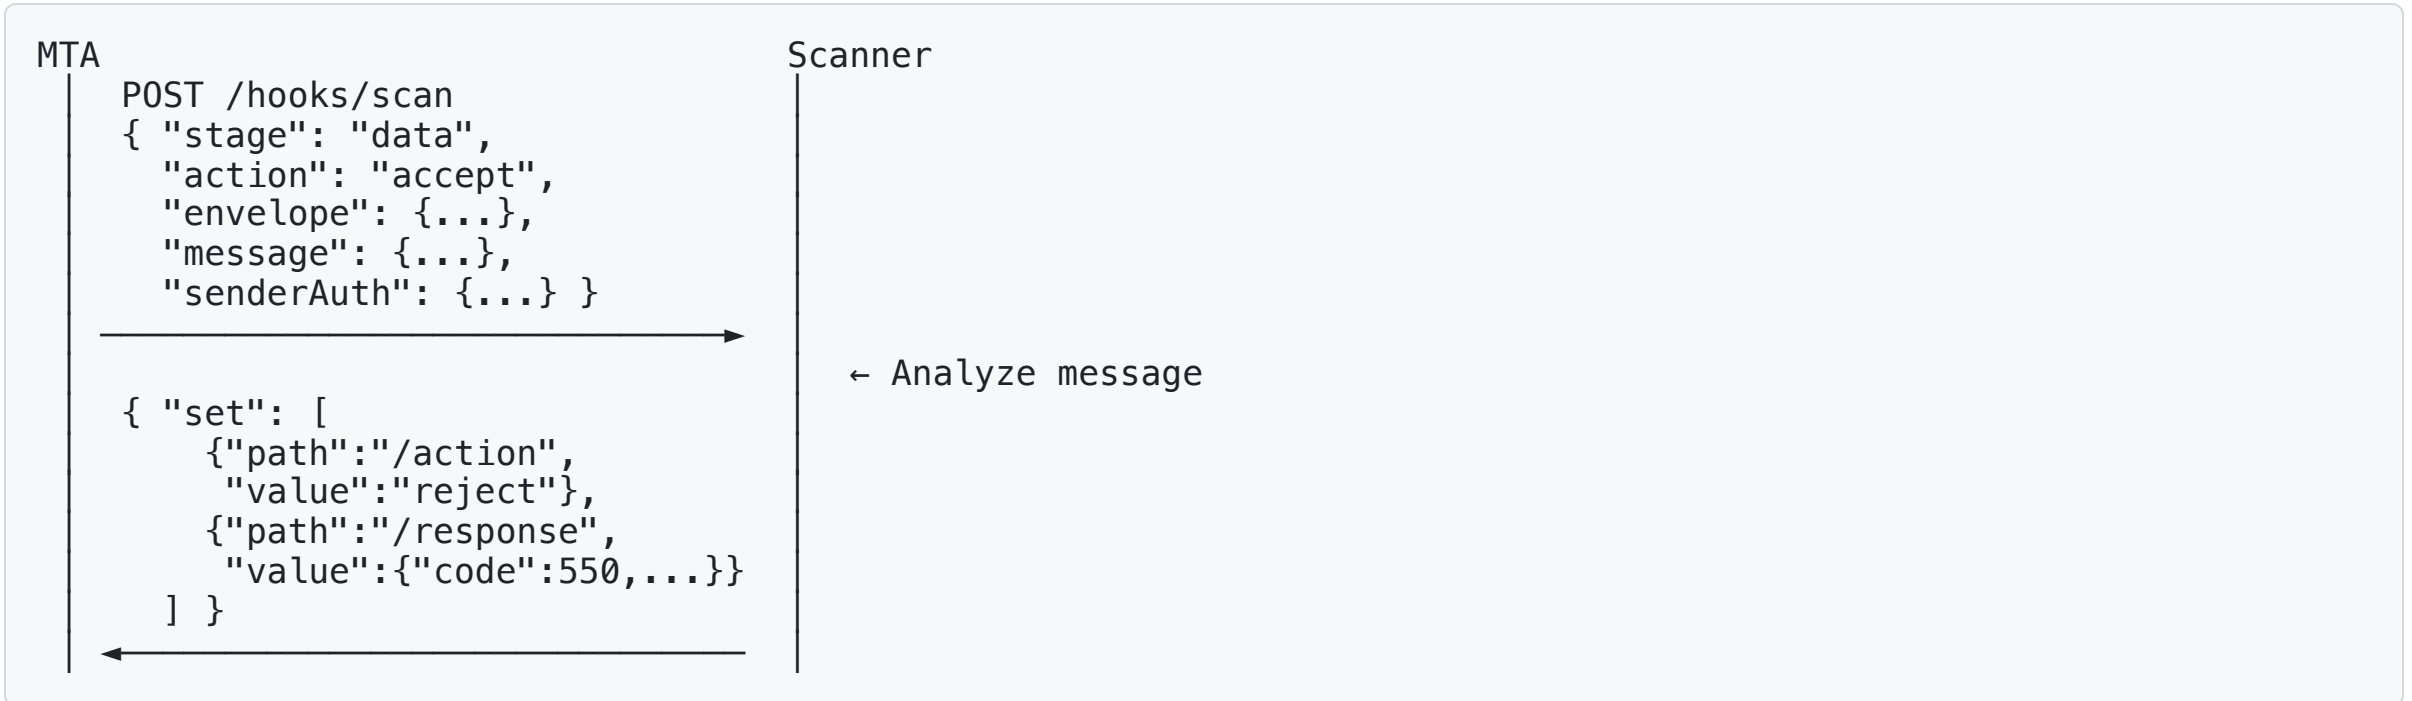 MTA Scanner
POST /hooks/scan
{ "stage": "data",
"action": "accept",
"envelope": {...},
"message": {...},
"senderAuth": {...} }
← Analyze message
{ "set": [
{"path":"/action",
"value":"reject"},
{"path":"/response",
"value":{"code":550,...}}
] }